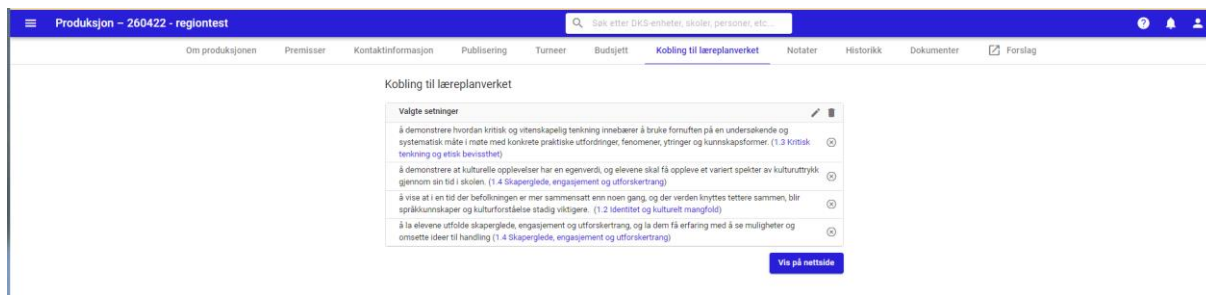 Produksjon – 260422 - regiontest
Søk etter DKS-enheter, skoler, personer, etc...
Om produksjonen Premisser Kontaktinformasjon Publisering Turneer Budsjett Kobling til læreplanverket Notater Historikk Dokumenter Forslag
Kobling til læreplanverket
Valgte setninger
å demonstrere hvordan kritisk og vitenskapelig tenkning innebærer å bruke fornuften på en undersøkende og
systematisk måte i møte med konkrete praktiske utfordringer, fenomener, ytringer og kunnskapsformer. (1.3 Kritisk
tenkning og etisk bevissthet)
å demonstrere at kulturelle opplevelser har en egenverdi, og elevene skal få oppleve et variert spekter av kulturuttrykk
gjennom sin tid i skolen. (1.4 Skaperglede, engasjement og utforskertrang)
å vise at i en tid der befolkningen er mer sammensatt enn noen gang, og der verden knyttes tettere sammen, blir
språkkunnskaper og kulturforståelse stadig viktigere. (1.2 Identitet og kulturelt mangfold)
å la elevene utfolde skaperglede, engasjement og utforskertrang, og la dem få erfaring med å se muligheter og
omsette ideer til handling (1.4 Skaperglede, engasjement og utforskertrang)
Vis på nettside